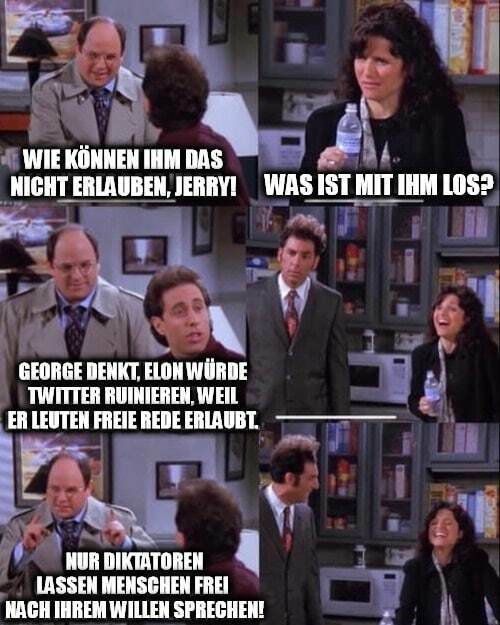 WIE KÖNNEN IHM DAS
NICHT ERLAUBEN, JERRY!
WAS IST MIT IHM LOS?
GEORGE DENKT, ELON WÜRDE
TWITTER RUINIEREN, WEIL
ER LEUTEN FREIE REDE ERLAUBT.
NUR DIKTATOREN
LASSEN MENSCHEN FREI
NACH IHREM WILLEN SPRECHEN!